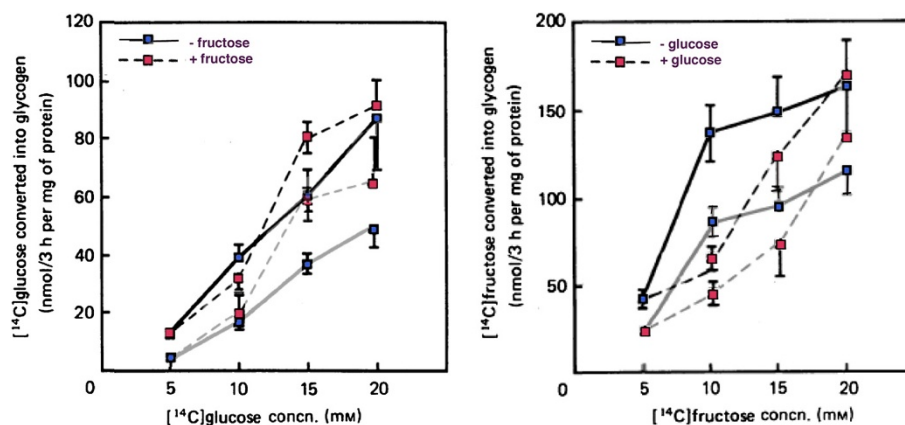 [¹⁴C]glucose converted into glycogen
(nmol/3 h per mg of protein)
120
100
80
60
40
20
0
- fructose
+ fructose
5
10
15
20
[¹⁴C]glucose concn. (mM)
[¹⁴C]fructose converted into glycogen
(nmol/3 h per mg of protein)
200
150
100
50
0
- glucose
+ glucose
5
10
15
20
[¹⁴C]fructose concn. (mM)